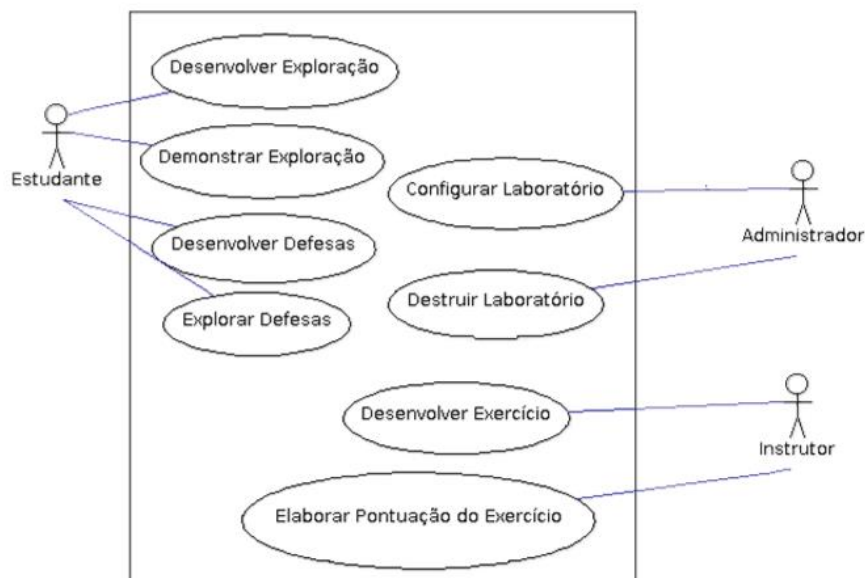 Desenvolver Exploração
Estudante
Demonstrar Exploração
Configurar Laboratório
Administrador
Desenvolver Defesas
Destruir Laboratório
Explorar Defesas
Desenvolver Exercício
Instrutor
Elaborar Pontuação do Exercício